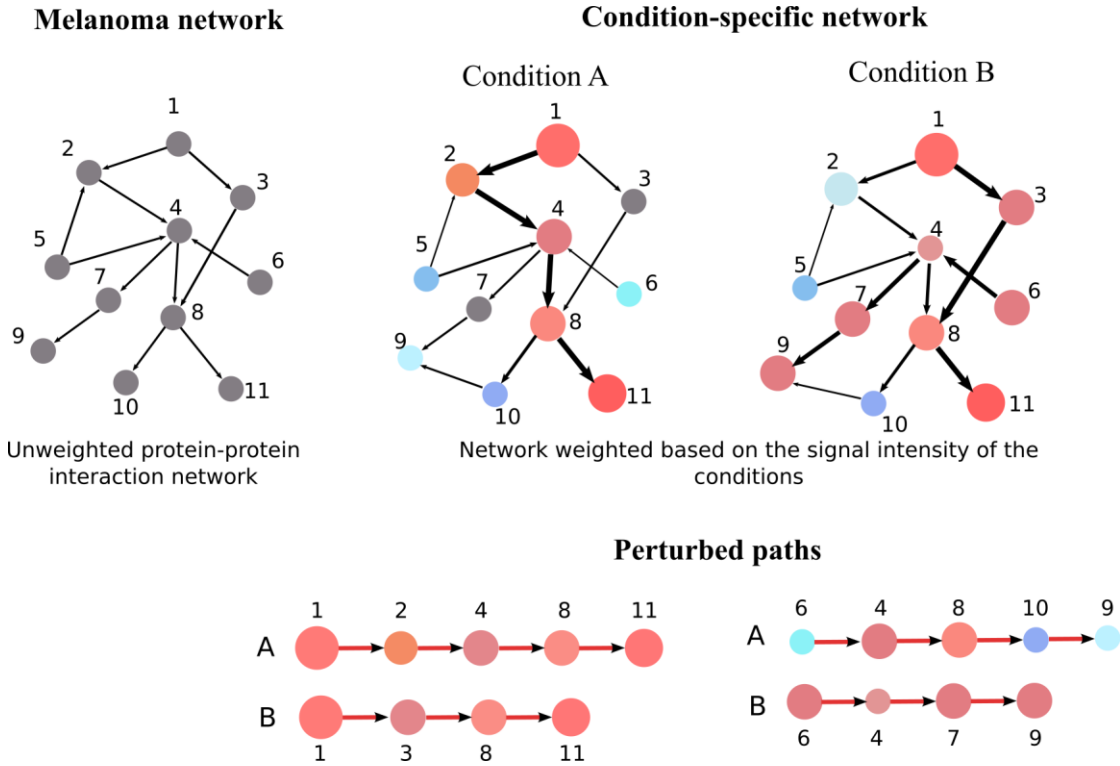 Melanoma network
Condition-specific network
Condition A
Condition B
1
2
3
4
5
6
7
8
9
10
11
1
2
3
4
5
6
7
8
9
10
11
1
2
3
4
5
6
7
8
9
10
11
Unweighted protein-protein
interaction network
Network weighted based on the signal intensity of the
conditions
Perturbed paths
1 2 4 8 11
A
B
1 3 8 11
6 4 8 10 9
A
B
6 4 7 9